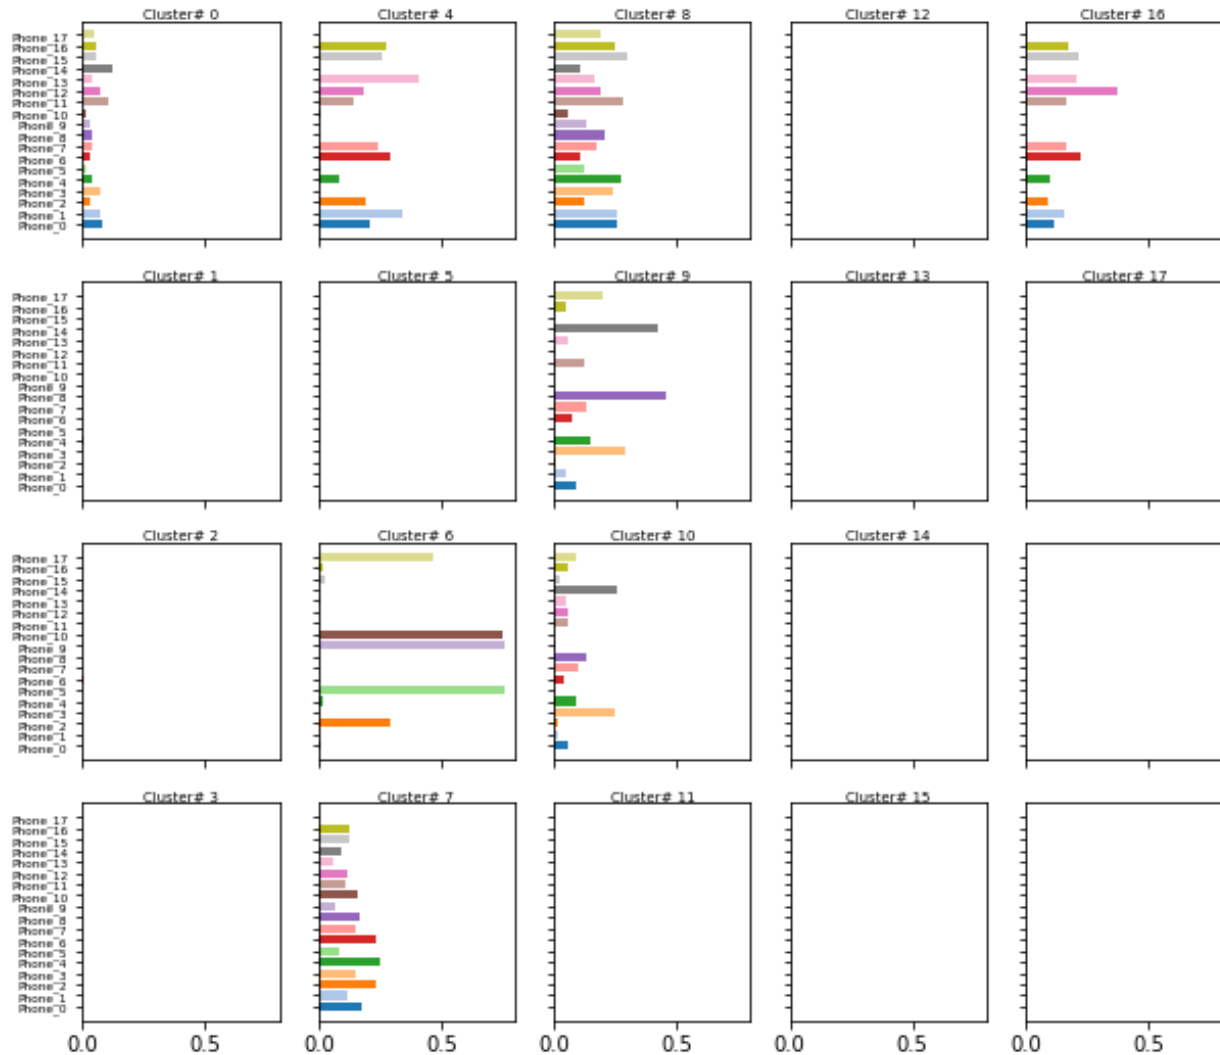 Cluster# 0
Cluster# 4
Cluster# 8
Cluster# 12
Cluster# 16
Phone_17
Phone_16
Phone_15
Phone_14
Phone_13
Phone_12
Phone_11
Phone_10
Phone_9
Phone_8
Phone_7
Phone_6
Phone_5
Phone_4
Phone_3
Phone_2
Phone_1
Phone_0
Cluster# 1
Cluster# 5
Cluster# 9
Cluster# 13
Cluster# 17
Phone_17
Phone_16
Phone_15
Phone_14
Phone_13
Phone_12
Phone_11
Phone_10
Phone_9
Phone_8
Phone_7
Phone_6
Phone_5
Phone_4
Phone_3
Phone_2
Phone_1
Phone_0
Cluster# 2
Cluster# 6
Cluster# 10
Cluster# 14
Phone_17
Phone_16
Phone_15
Phone_14
Phone_13
Phone_12
Phone_11
Phone_10
Phone_9
Phone_8
Phone_7
Phone_6
Phone_5
Phone_4
Phone_3
Phone_2
Phone_1
Phone_0
Cluster# 3
Cluster# 7
Cluster# 11
Cluster# 15
Phone_17
Phone_16
Phone_15
Phone_14
Phone_13
Phone_12
Phone_11
Phone_10
Phone_9
Phone_8
Phone_7
Phone_6
Phone_5
Phone_4
Phone_3
Phone_2
Phone_1
Phone_0
0.0 0.5 0.0 0.5 0.0 0.5 0.0 0.5 0.0 0.5